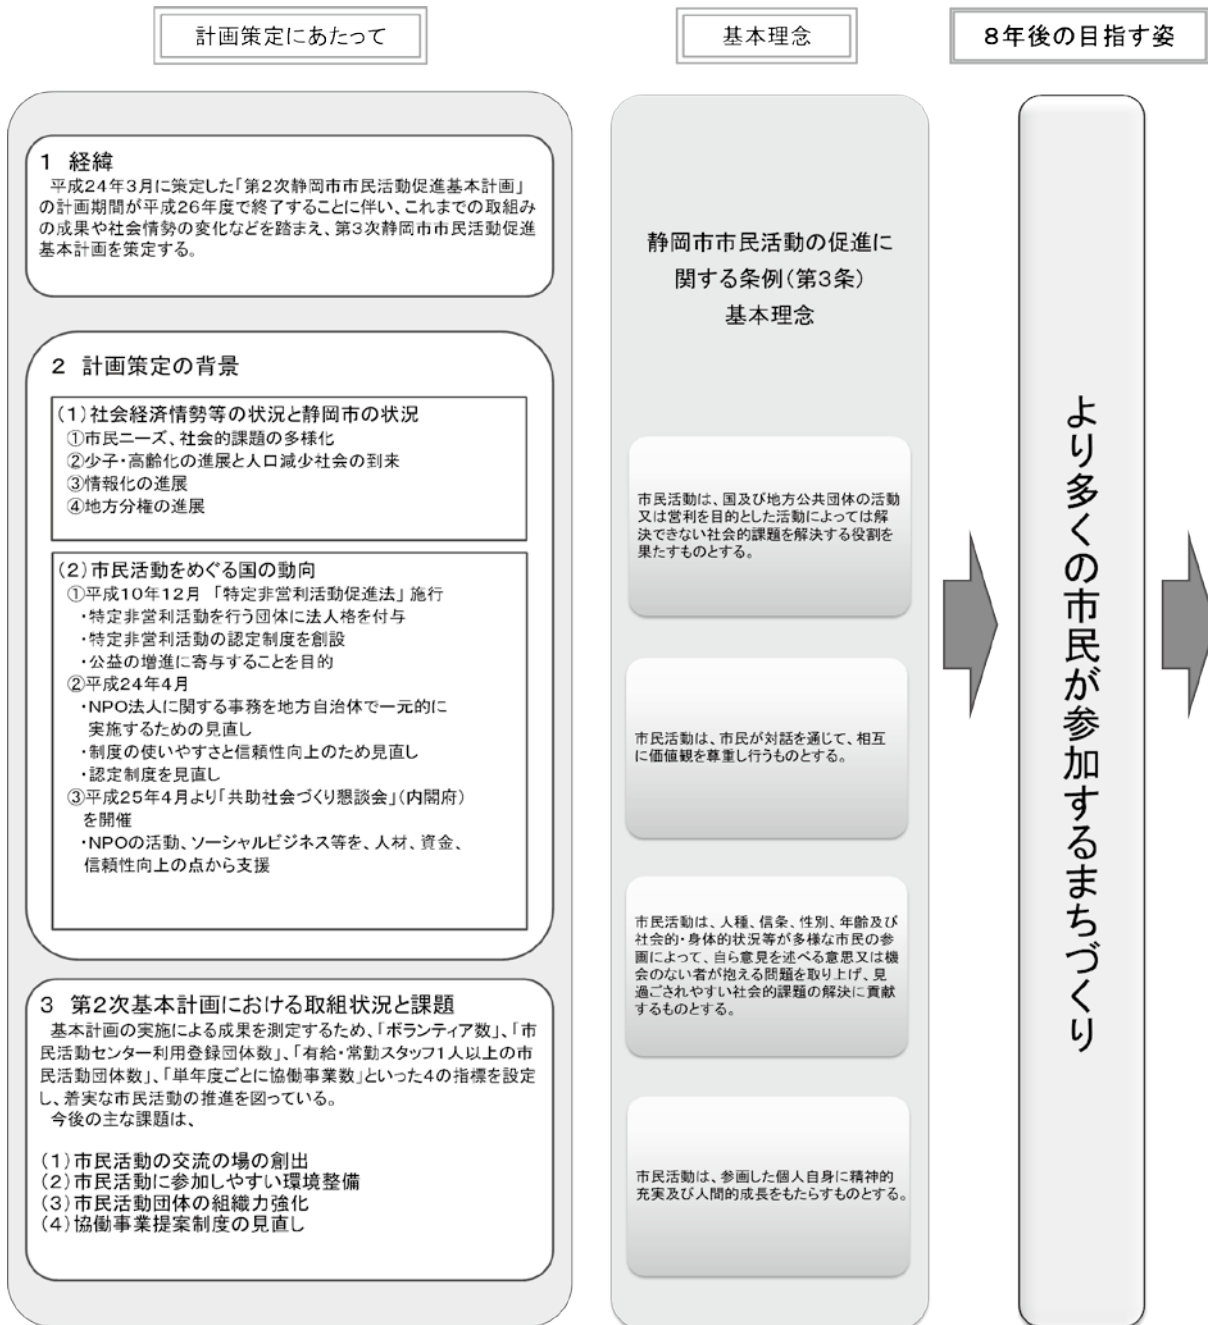 計画策定にあたって
1 経緯
平成24年3月に策定した「第2次静岡市市民活動促進基本計画」
の計画期間が平成26年度で終了することに伴い、これまでの取組み
の成果や社会情勢の変化などを踏まえ、第3次静岡市市民活動促進
基本計画を策定する。
2 計画策定の背景
(1)社会経済情勢等の状況と静岡市の状況
①市民ニーズ、社会的課題の多様化
②少子・高齢化の進展と人口減少社会の到来
③情報化の進展
④地方分権の進展
(2)市民活動をめぐる国の動向
①平成10年12月 「特定非営利活動促進法」 施行
・特定非営利活動を行う団体に法人格を付与
・特定非営利活動の認定制度を創設
・公益の増進に寄与することを目的
②平成24年4月
・NPO法人に関する事務を地方自治体で一元的に
実施するための見直し
・制度の使いやすさと信頼性向上のため見直し
・認定制度を見直し
③平成25年4月より「共助社会づくり懇談会」(内閣府)
を開催
・NPOの活動、ソーシャルビジネス等を、人材、資金、
信頼性向上の点から支援
3 第2次基本計画における取組状況と課題
基本計画の実施による成果を測定するため、「ボランティア数」、「市
民活動センター利用登録団体数」、「有給・常勤スタッフ1人以上の市
民活動団体数」、「単年度ごとに協働事業数」といった4の指標を設定
し、着実な市民活動の推進を図っている。
今後の主な課題は、
(1)市民活動の交流の場の創出
(2)市民活動に参加しやすい環境整備
(3)市民活動団体の組織力強化
(4)協働事業提案制度の見直し
基本理念
静岡市市民活動の促進に
関する条例(第3条)
基本理念
市民活動は、国及び地方公共団体の活動
又は営利を目的とした活動によっては解
決できない社会的課題を解決する役割を
果たすものとする。
市民活動は、市民が対話を通じて、相互
に価値観を尊重し行うものとする。
市民活動は、人種、信条、性別、年齢及び
社会的・身体的状況等が多様な市民の参
画によって、自ら意見を述べる意思又は機
会のない者が抱える問題を取り上げ、見
過ごされやすい社会的課題の解決に貢献
するものとする。
市民活動は、参画した個人自身に精神的
充実及び人間的成長をもたらすものとする。
8年後の目指す姿
より多くの市民が参加するまちづくり